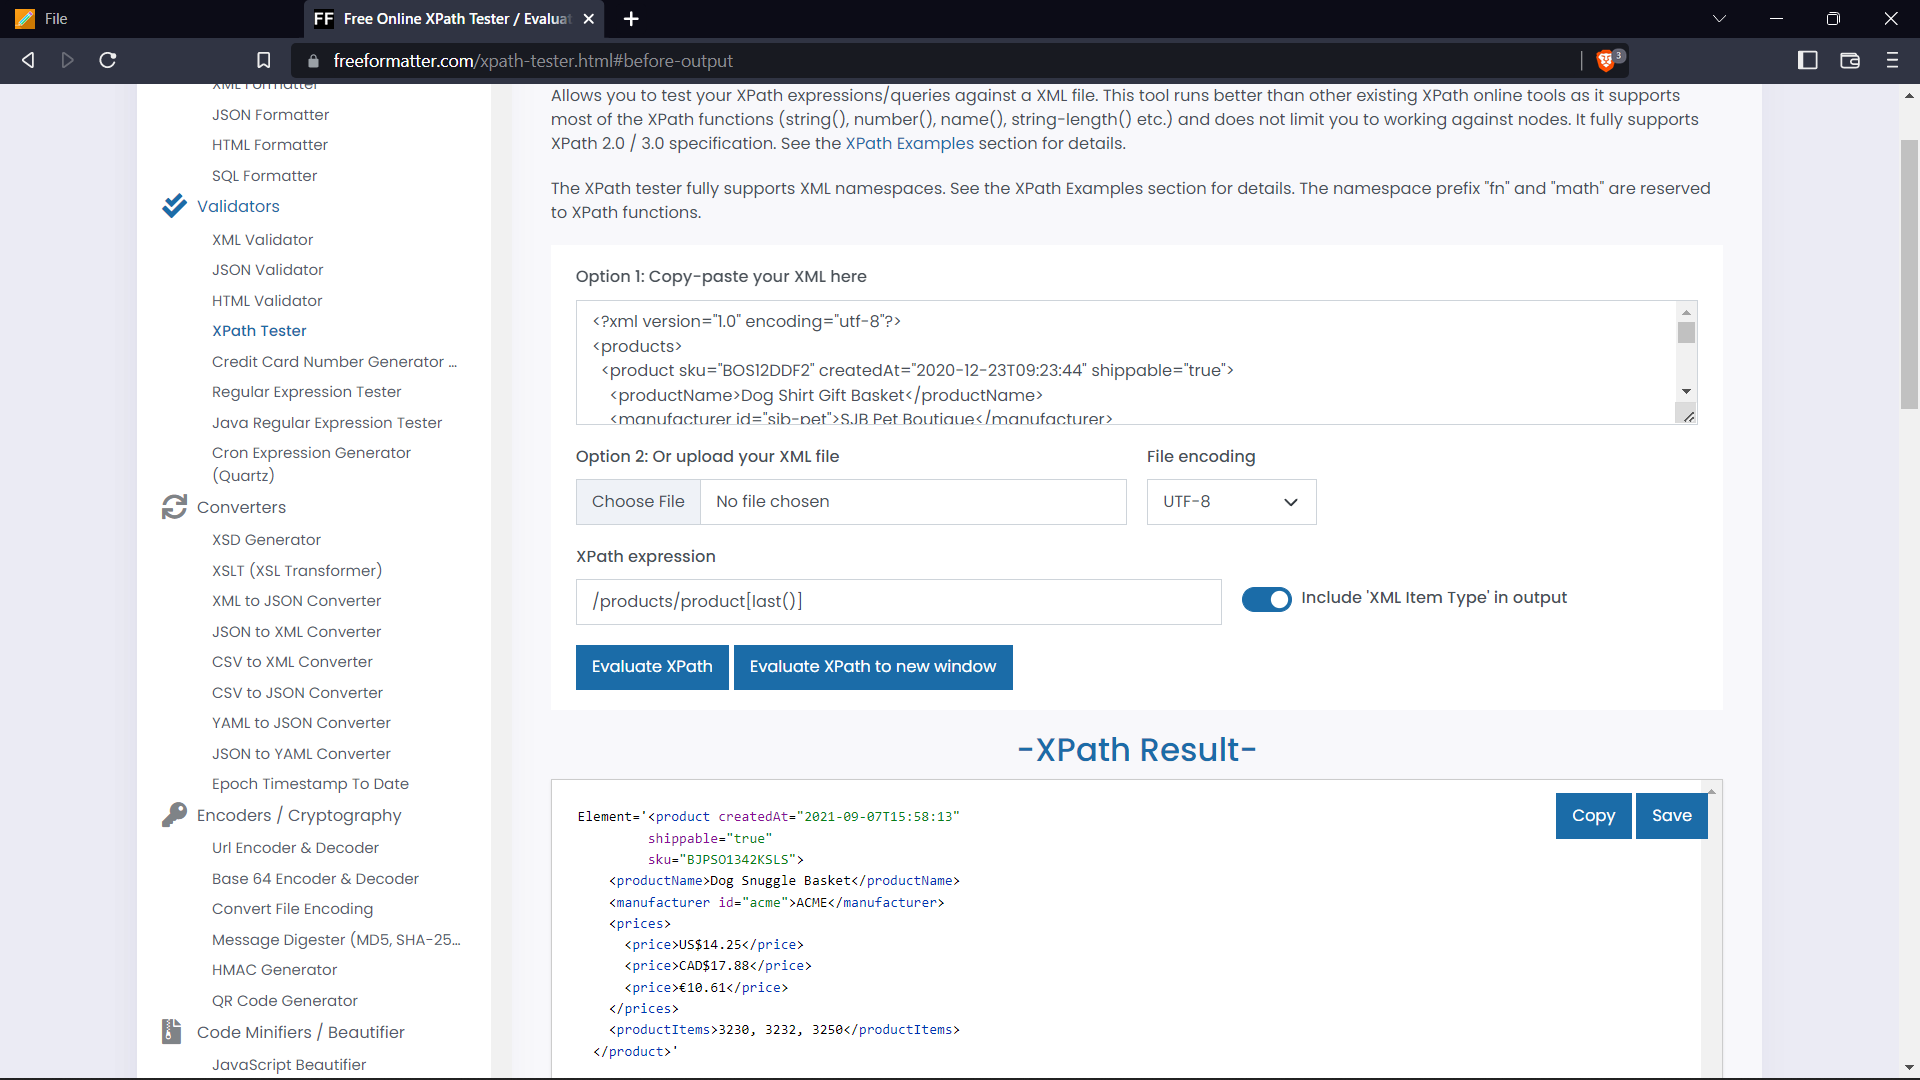 File
FF Free Online XPath Tester / Evaluat
freeformatter.com/xpath-tester.html#before-output
3
XML Formatter
JSON Formatter
HTML Formatter
SQL Formatter
Validators
XML Validator
JSON Validator
HTML Validator
XPath Tester
Credit Card Number Generator ...
Regular Expression Tester
Java Regular Expression Tester
Cron Expression Generator
(Quartz)
Converters
XSD Generator
XSLT (XSL Transformer)
XML to JSON Converter
JSON to XML Converter
CSV to XML Converter
CSV to JSON Converter
YAML to JSON Converter
JSON to YAML Converter
Epoch Timestamp To Date
Encoders / Cryptography
Url Encoder & Decoder
Base 64 Encoder & Decoder
Convert File Encoding
Message Digester (MD5, SHA-25...
HMAC Generator
QR Code Generator
Code Minifiers / Beautifier
JavaScript Beautifier
Allows you to test your XPath expressions/queries against a XML file. This tool runs better than other existing XPath online tools as it supports
most of the XPath functions (string(), number(), name(), string-length() etc.) and does not limit you to working against nodes. It fully supports
XPath 2.0 / 3.0 specification. See the XPath Examples section for details.
The XPath tester fully supports XML namespaces. See the XPath Examples section for details. The namespace prefix "fn" and "math" are reserved
to XPath functions.
Option 1: Copy-paste your XML here
<?xml version="1.0" encoding="utf-8"?>
<products>
<product sku="BOS12DDF2" createdAt="2020-12-23T09:23:44" shippable="true">
<productName>Dog Shirt Gift Basket</productName>
<manufacturer id="sjb-pet">SJB Pet Boutique</manufacturer>
Option 2: Or upload your XML file
File encoding
Choose File No file chosen
UTF-8
XPath expression
/products/product[last()]
Include 'XML Item Type' in output
Evaluate XPath
Evaluate XPath to new window
-XPath Result-
Copy
Save
Element='<product createdAt="2021-09-07T15:58:13"
shippable="true"
sku="BJPSO1342KSLS">
<productName>Dog Snuggle Basket</productName>
<manufacturer id="acme">ACME</manufacturer>
<prices>
<price>US$14.25</price>
<price>CAD$17.88</price>
<price>€10.61</price>
</prices>
<productItems>3230, 3232, 3250</productItems>
</product>'